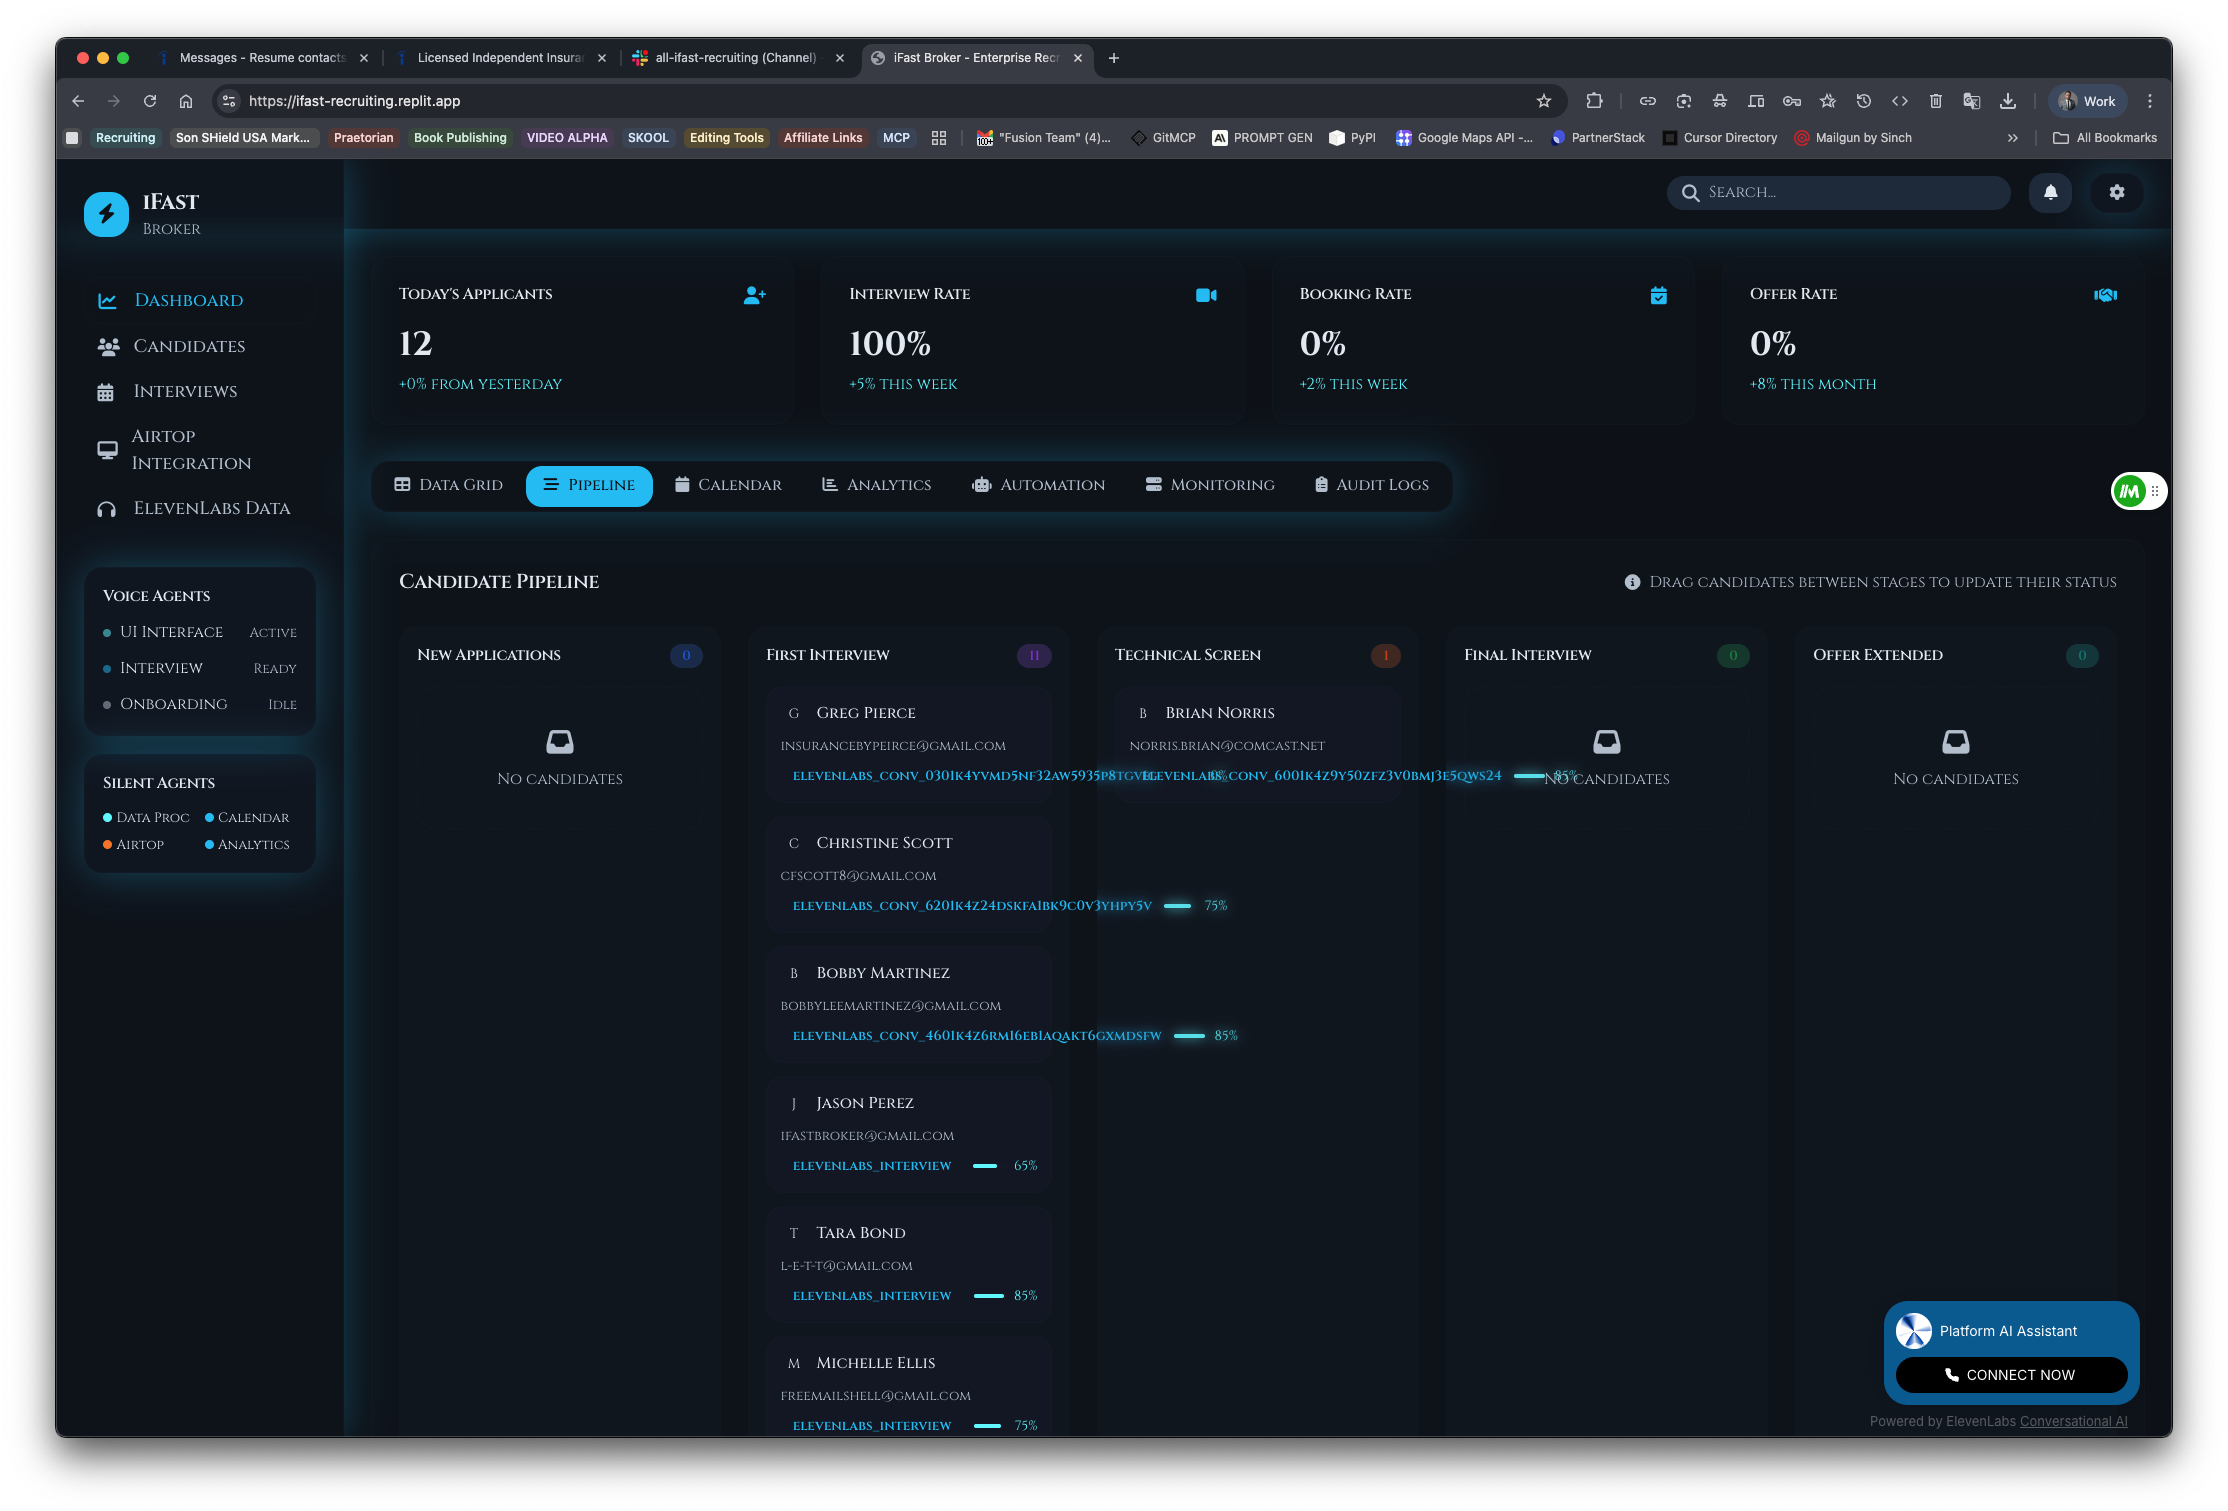 Messages - Resume contacts
Licensed Independent Insura
all-ifast-recruiting (Channel)
iFast Broker - Enterprise Recr
https://ifast-recruiting.replit.app
Work
Recruiting
Son SHield USA Mark...
Praetorian
Book Publishing
VIDEO ALPHA
SKOOL
Editing Tools
Affiliate Links
MCP
"Fusion Team" (4)...
GitMCP
PROMPT GEN
PyPI
Google Maps API -...
PartnerStack
Cursor Directory
Mailgun by Sinch
All Bookmarks
iFast
Broker
Search...
Dashboard
Candidates
Interviews
Airtop
Integration
ElevenLabs Data
Voice Agents
UI Interface Active
Interview Ready
Onboarding Idle
Silent Agents
Data Proc Calendar
Airtop Analytics
Today's Applicants
12
+0% from yesterday
Interview Rate
100%
+5% this week
Booking Rate
0%
+2% this week
Offer Rate
0%
+8% this month
Data Grid
Pipeline
Calendar
Analytics
Automation
Monitoring
Audit Logs
Candidate Pipeline
Drag candidates between stages to update their status
New Applications 0
No candidates
First Interview 11
G Greg Pierce
insurancebypeirce@gmail.com
C Christine Scott
cfscott8@gmail.com
elevenlabs_conv_6201k4z24dskfa1bk9c0v3yhpy5v 75%
B Bobby Martinez
bobbyleemartinez@gmail.com
elevenlabs_conv_4601k4z6rm16eb1aqakt6gxmdsfw 85%
J Jason Perez
ifastbroker@gmail.com
elevenlabs_interview 65%
T Tara Bond
l-e-t-t@gmail.com
elevenlabs_interview 85%
M Michelle Ellis
freemailshell@gmail.com
elevenlabs_interview 75%
Technical Screen 1
B Brian Norris
norris.brian@comcast.net
Final Interview 0
No candidates
Offer Extended 0
No candidates
Platform AI Assistant
CONNECT NOW
Powered by ElevenLabs Conversational AI